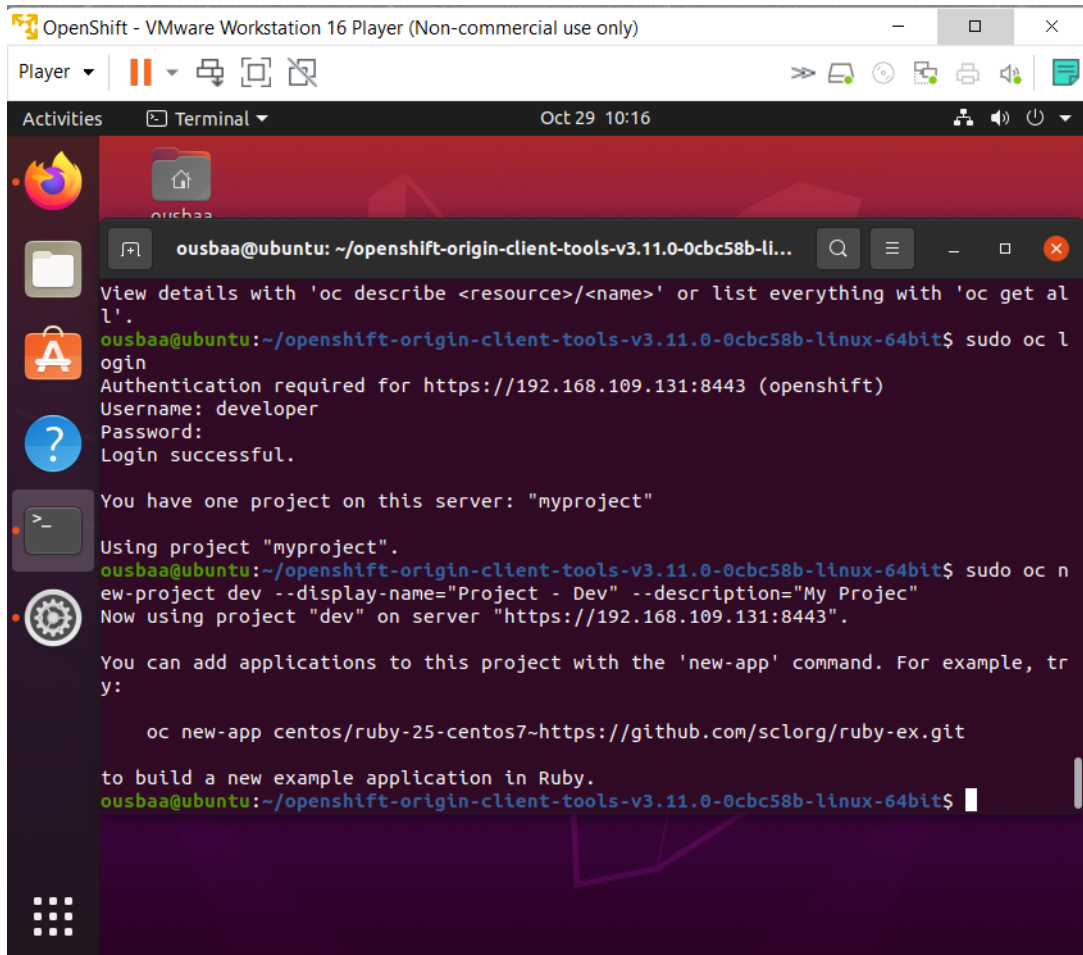 OpenShift - VMware Workstation 16 Player (Non-commercial use only)
Player
Activities
Terminal
Oct 29 10:16
ousbaa
ousbaa@ubuntu: ~/openshift-origin-client-tools-v3.11.0-0cbc58b-li...
View details with 'oc describe <resource>/<name>' or list everything with 'oc get al
l'.
ousbaa@ubuntu:~/openshift-origin-client-tools-v3.11.0-0cbc58b-linux-64bit$ sudo oc l
ogin
Authentication required for https://192.168.109.131:8443 (openshift)
Username: developer
Password:
Login successful.
You have one project on this server: "myproject"
Using project "myproject".
ousbaa@ubuntu:~/openshift-origin-client-tools-v3.11.0-0cbc58b-linux-64bit$ sudo oc n
ew-project dev --display-name="Project - Dev" --description="My Projec"
Now using project "dev" on server "https://192.168.109.131:8443".
You can add applications to this project with the 'new-app' command. For example, tr
y:
oc new-app centos/ruby-25-centos7~https://github.com/sclorg/ruby-ex.git
to build a new example application in Ruby.
ousbaa@ubuntu:~/openshift-origin-client-tools-v3.11.0-0cbc58b-linux-64bit$